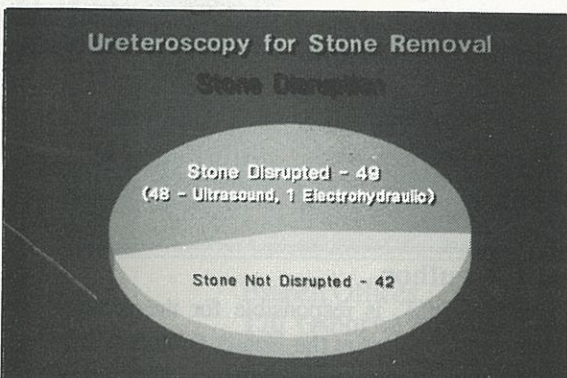 Ureteroscopy for Stone Removal
Stone Disruption
Stone Disrupted - 49
(48 - Ultrasound, 1 Electrohydraulic)
Stone Not Disrupted - 42